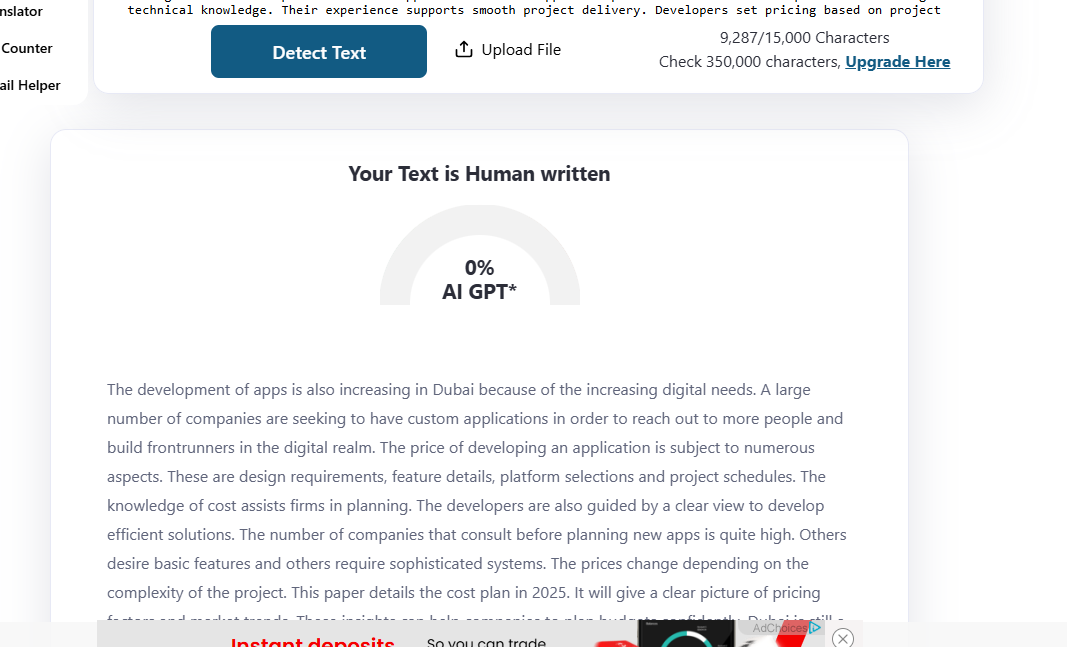 nslator
technical knowledge. Their experience supports smooth project delivery. Developers set pricing based on project
Counter
Detect Text
Upload File
9,287/15,000 Characters
Check 350,000 characters, Upgrade Here
ail Helper
Your Text is Human written
0%
AI GPT*
The development of apps is also increasing in Dubai because of the increasing digital needs. A large
number of companies are seeking to have custom applications in order to reach out to more people and
build frontrunners in the digital realm. The price of developing an application is subject to numerous
aspects. These are design requirements, feature details, platform selections and project schedules. The
knowledge of cost assists firms in planning. The developers are also guided by a clear view to develop
efficient solutions. The number of companies that consult before planning new apps is quite high. Others
desire basic features and others require sophisticated systems. The prices change depending on the
complexity of the project. This paper details the cost plan in 2025. It will give a clear picture of pricing
Instant deposits
So you can trade
AdChoices